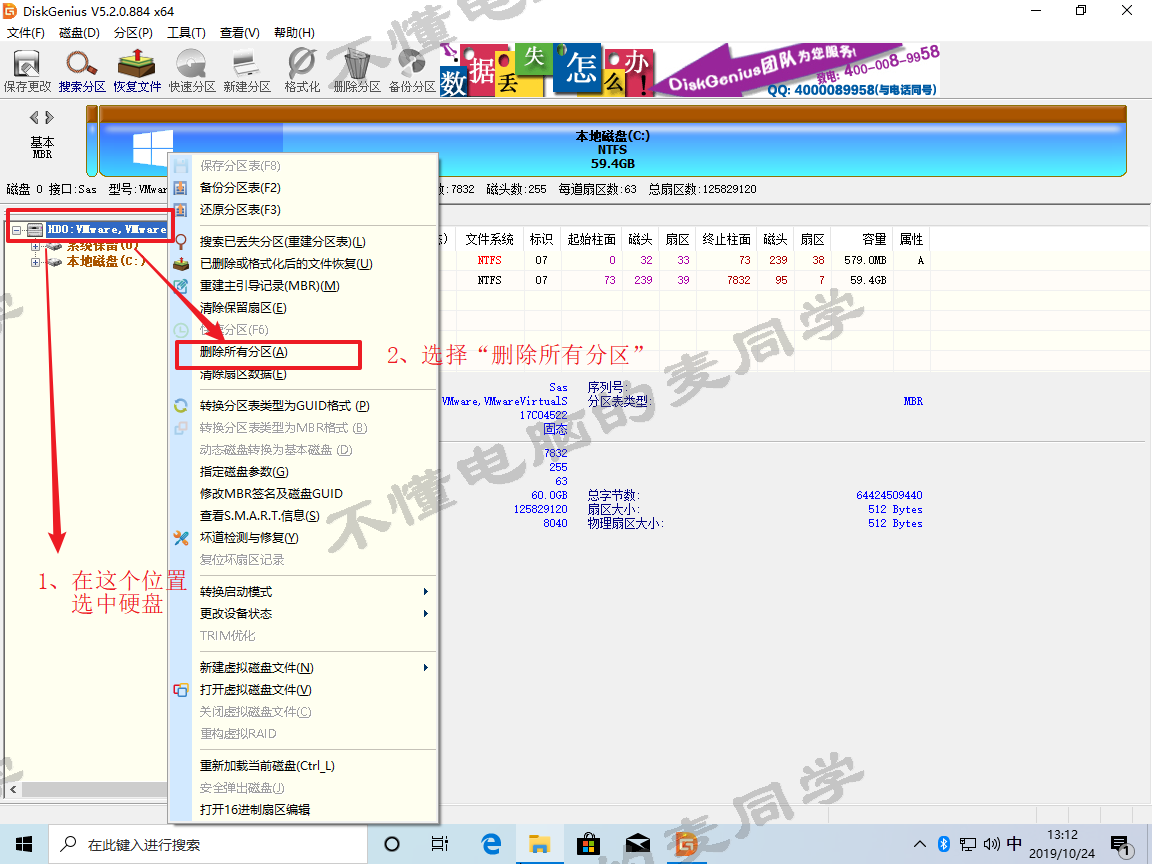 DiskGenius V5.2.0.884 x64
文件(F) 磁盘(D) 分区(P) 工具(T) 查看(V) 帮助(H)
保存更改 搜索分区 恢复文件 快速分区 新建分区 格式化 删除分区 备份分区
数据丢失怎么办!
DiskGenius团队为您服务!
致电: 400-008-9958
QQ: 4000089958(与电话同号)
基本
MBR
本地磁盘(C:)
NTFS
59.4GB
磁盘 0 接口:Sas 型号:VMwar
数:7832 磁头数:255 每道扇区数:63 总扇区数:125829120
HD0:VMware,VMware
系统保留(0)
本地磁盘(C:)
文件系统 标识 起始柱面 磁头 扇区 终止柱面 磁头 扇区 容量 属性
NTFS 07 0 32 33 73 239 38 579.0MB A
NTFS 07 73 239 39 7832 95 7 59.4GB
保存分区表(F8)
备份分区表(F2)
还原分区表(F3)
搜索已丢失分区(重建分区表)(L)
已删除或格式化后的文件恢复(U)
重建主引导记录(MBR)(M)
清除保留扇区(E)
分区(F6)
删除所有分区(A)
清除扇区数据(E)
转换分区表类型为GUID格式 (P)
转换分区表类型为MBR格式 (B)
动态磁盘转换为基本磁盘 (D)
指定磁盘参数(G)
修改MBR签名及磁盘GUID
查看S.M.A.R.T.信息(S)
坏道检测与修复(Y)
复位坏扇区记录
转换启动模式
更改设备状态
TRIM优化
新建虚拟磁盘文件(N)
打开虚拟磁盘文件(V)
关闭虚拟磁盘文件(C)
重构虚拟RAID
重新加载当前磁盘(Ctrl_L)
安全弹出磁盘(J)
打开16进制扇区编辑
2、选择“删除所有分区”
1、在这个位置
选中硬盘
Sas 序列号:
VMware,VMwareVirtualS 分区表类型: MBR
17C04522
固态
7832
255
63
60.0GB 总字节数: 64424509440
125829120 扇区大小: 512 Bytes
8040 物理扇区大小: 512 Bytes
不懂电脑的麦同学
在此键入进行搜索
中
13:12
2019/10/24
1